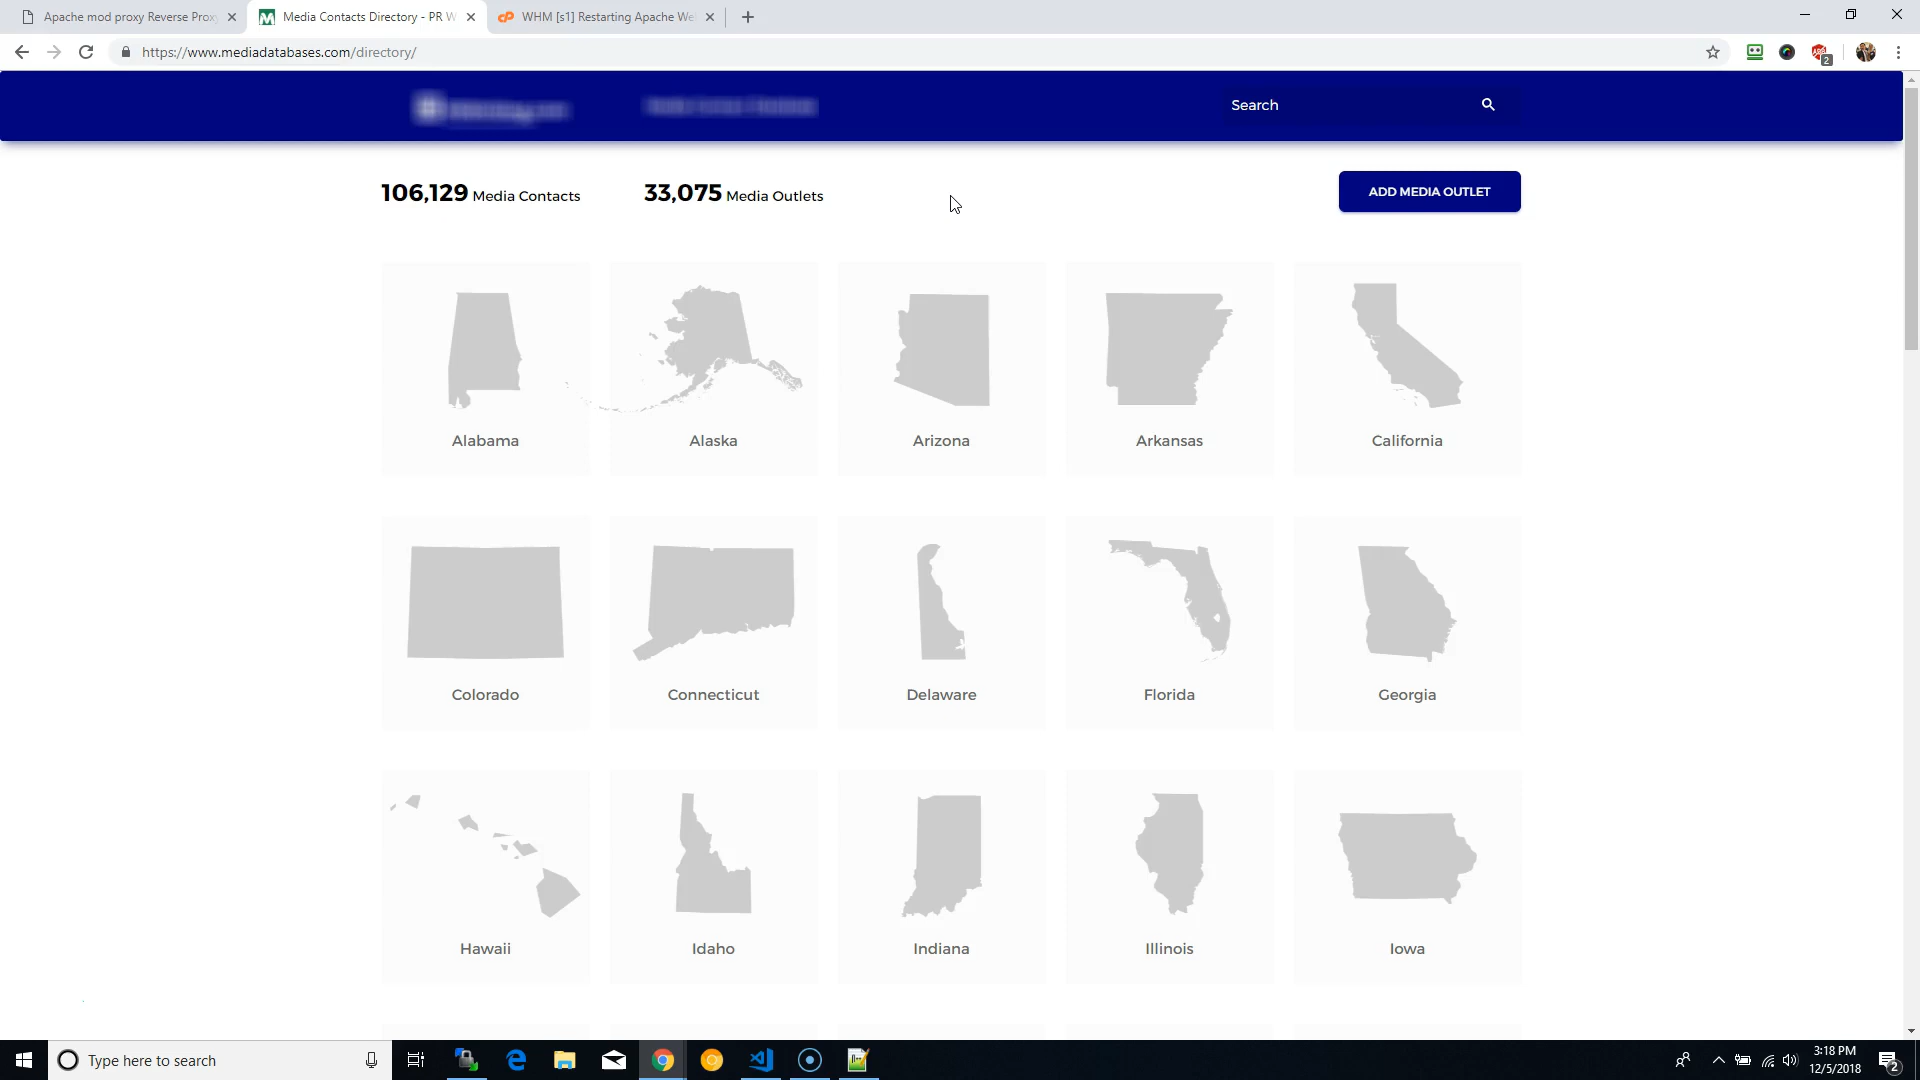 Apache mod proxy Reverse Prox
Media Contacts Directory - PR W
WHM [s1] Restarting Apache We
https://www.mediadatabases.com/directory/
2
Search
106,129 Media Contacts
33,075 Media Outlets
ADD MEDIA OUTLET
Alabama
Alaska
Arizona
Arkansas
California
Colorado
Connecticut
Delaware
Florida
Georgia
Hawaii
Idaho
Indiana
Illinois
Iowa
Type here to search
3:18 PM
12/5/2018
2